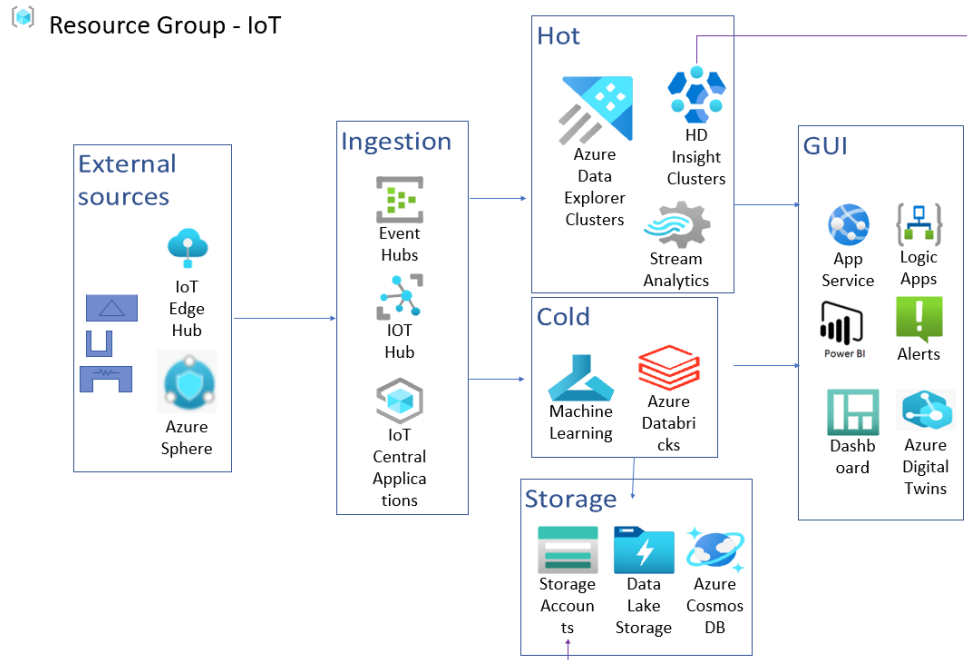 Resource Group - IoT
External
sources
IoT
Edge
Hub
Azure
Sphere
Ingestion
Event
Hubs
IOT
Hub
IoT
Central
Applica
tions
Hot
Azure
Data
Explorer
Clusters
HD
Insight
Clusters
Stream
Analytics
Cold
Machine
Learning
Azure
Databri
cks
Storage
Storage
Accoun
ts
Data
Lake
Storage
Azure
Cosmos
DB
GUI
App
Service
Logic
Apps
Power BI
Alerts
Dashb
oard
Azure
Digital
Twins